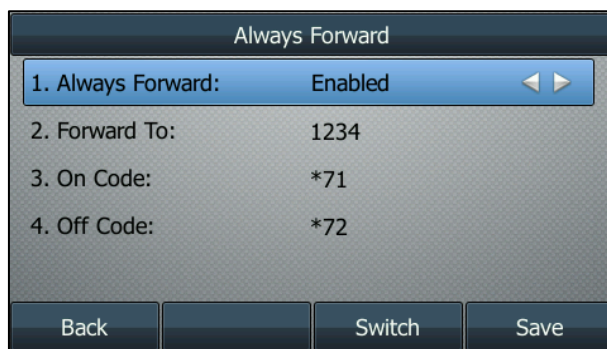 Always Forward
1. Always Forward: Enabled
2. Forward To: 1234
3. On Code: *71
4. Off Code: *72
Back Switch Save